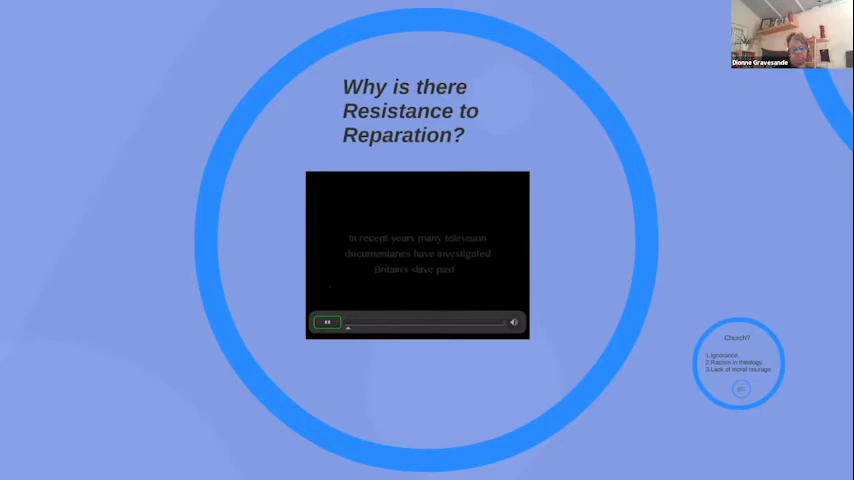 Why is there
Resistance to
Reparation?
In recent years many television
documentaries have investigated
Britain's slave past
Dionne Gravesande
Church?
1.Ignorance.
2.Racism in theology.
3.Lack of moral courage